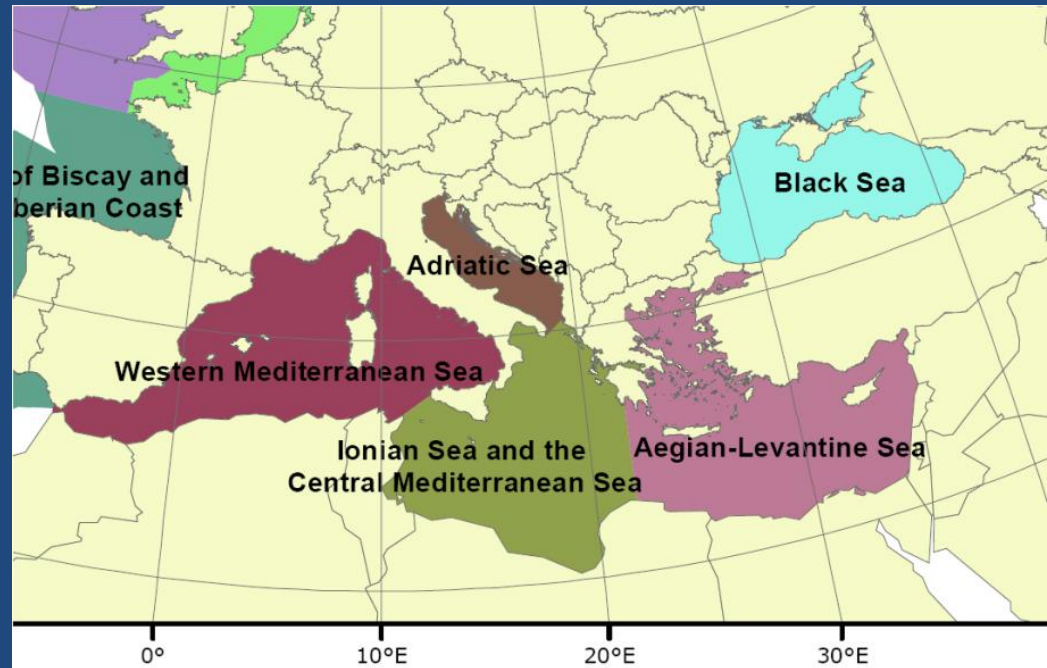 of Biscay and
berian Coast
Black Sea
Adriatic Sea
Western Mediterranean Sea
Ionian Sea and the
Central Mediterranean Sea
Aegian-Levantine Sea
0°
10°E
20°E
30°E